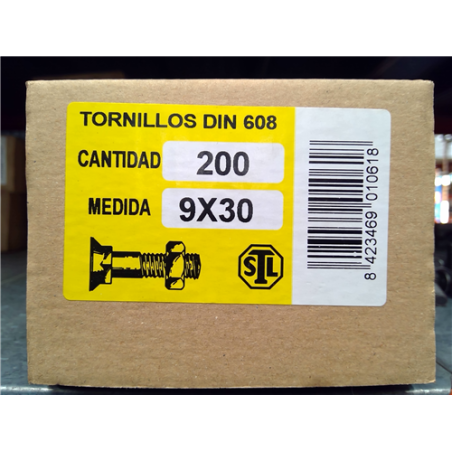 TORNILLOS DIN 608
CANTIDAD 200
MEDIDA 9X30
STL
8 423469 010618